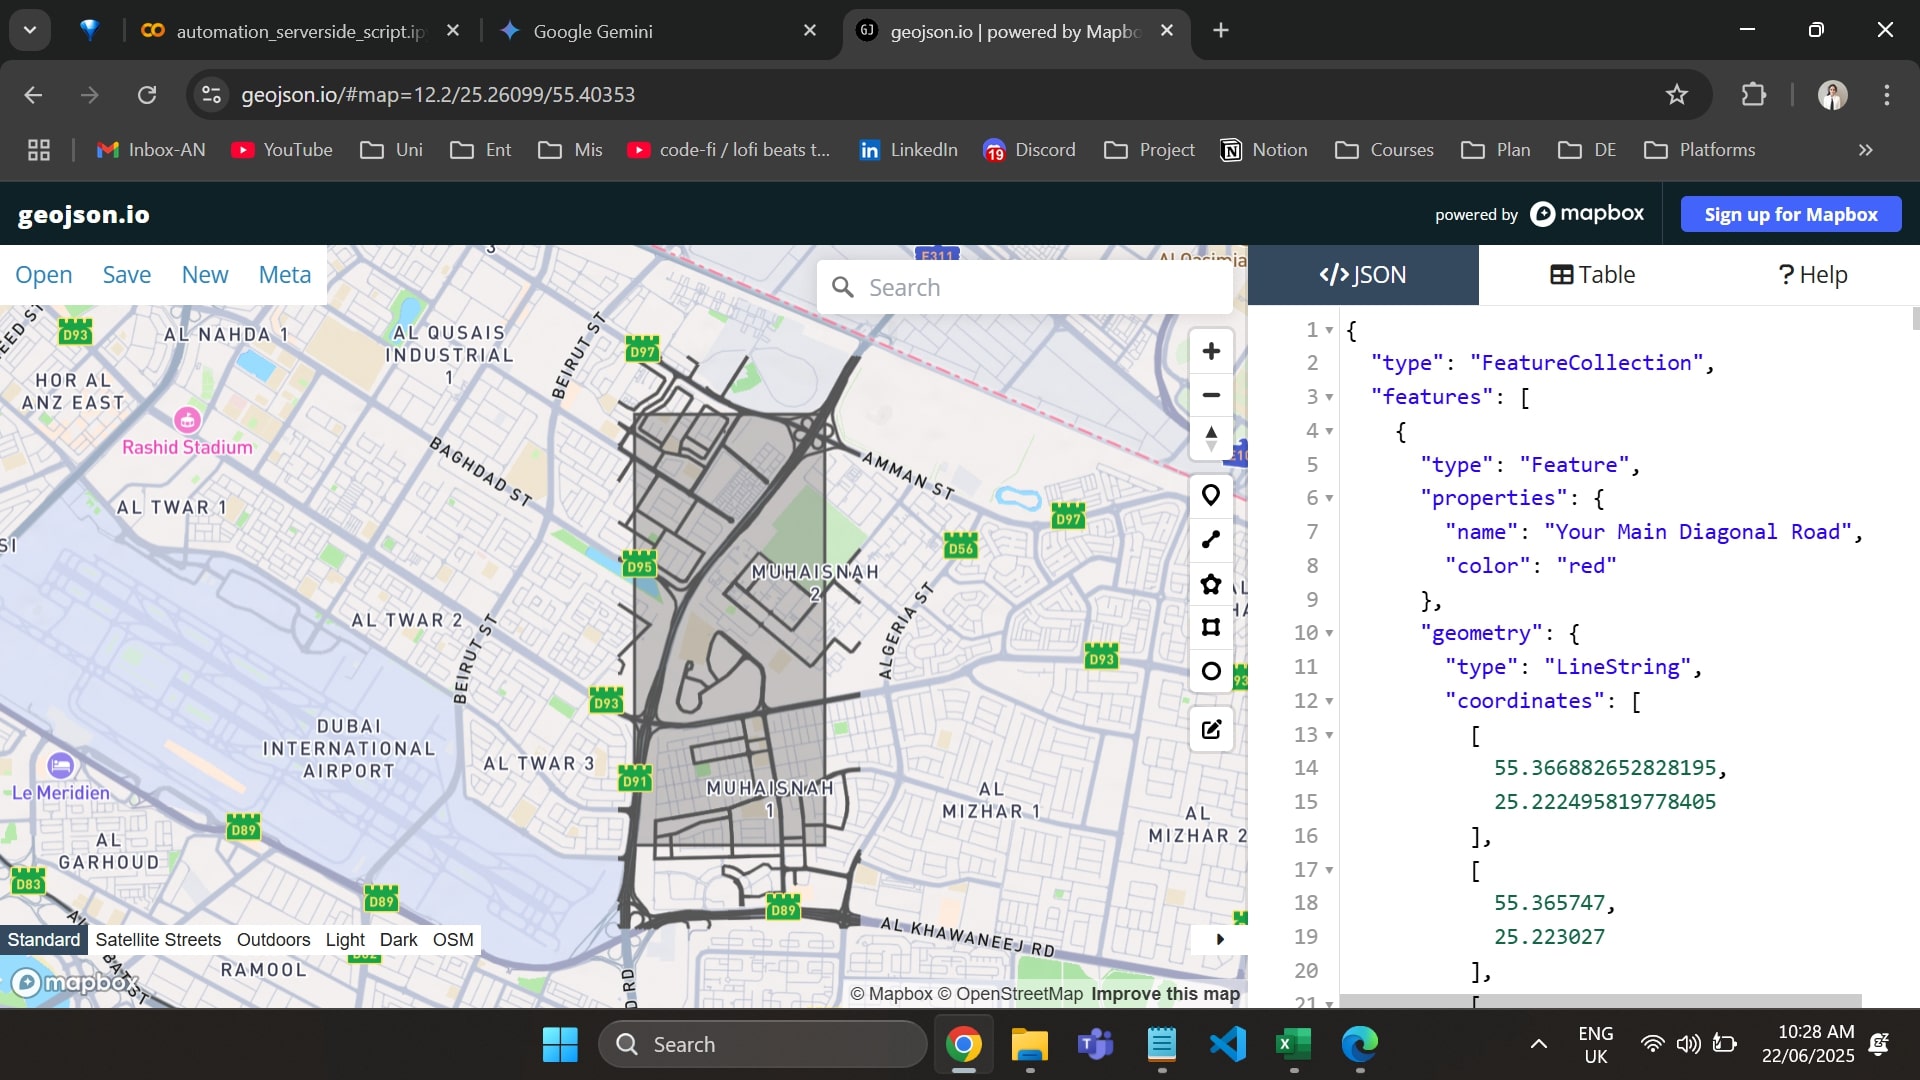 automation_serverside_script.ip
Google Gemini
geojson.io | powered by Mapbo
geojson.io/#map=12.2/25.26099/55.40353
Inbox-AN
YouTube
Uni
Ent
Mis
code-fi / lofi beats t...
LinkedIn
19
Discord
Project
Notion
Courses
Plan
DE
Platforms
geojson.io
powered by mapbox
Sign up for Mapbox
Open
Save
New
Meta
Search
</>JSON
Table
? Help
E311
D93
AL NAHDA 1
AL QUSAIS
INDUSTRIAL
1
BEIRUT ST
D97
HOR AL
ANZ EAST
Rashid Stadium
BAGHDAD ST
AMMAN ST
AL TWAR 1
D97
D56
D95
MUHAISNAH
2
AL TWAR 2
BEIRUT ST
ALGERIA ST
D93
D93
DUBAI
INTERNATIONAL
AIRPORT
AL TWAR 3
D91
MUHAISNAH
1
AL
MIZHAR 1
AL
MIZHAR 2
Le Meridien
D89
AL
GARHOUD
D83
D89
D89
AL KHAWANEEJ RD
RAMOOL
Standard
Satellite Streets
Outdoors
Light
Dark
OSM
mapbox
© Mapbox © OpenStreetMap Improve this map
1 {
2 "type": "FeatureCollection",
3 "features": [
4 {
5 "type": "Feature",
6 "properties": {
7 "name": "Your Main Diagonal Road",
8 "color": "red"
9 },
10 "geometry": {
11 "type": "LineString",
12 "coordinates": [
13 [
14 55.366882652828195,
15 25.222495819778405
16 ],
17 [
18 55.365747,
19 25.223027
20 ],
21 [
Search
ENG
UK
10:28 AM
22/06/2025